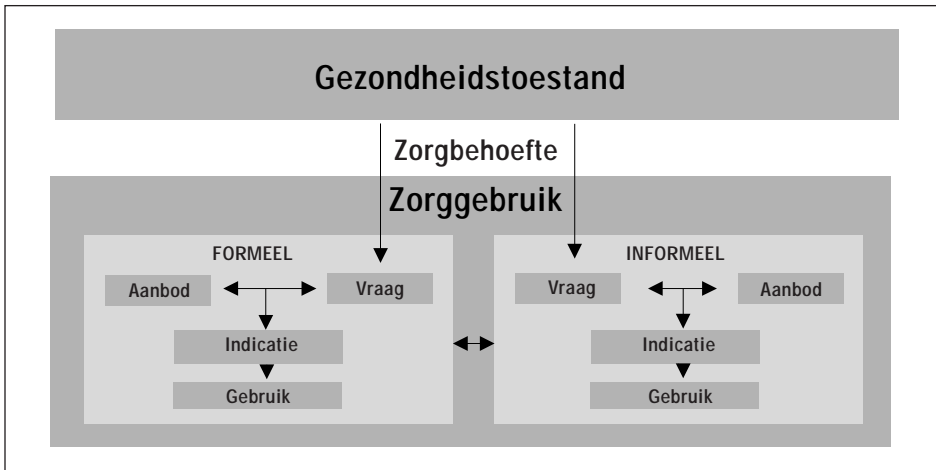 Gezondheidstoestand
Zorgbehoefte
Zorggebruik
FORMEEL
Aanbod
Vraag
Indicatie
Gebruik
INFORMEEL
Vraag
Aanbod
Indicatie
Gebruik